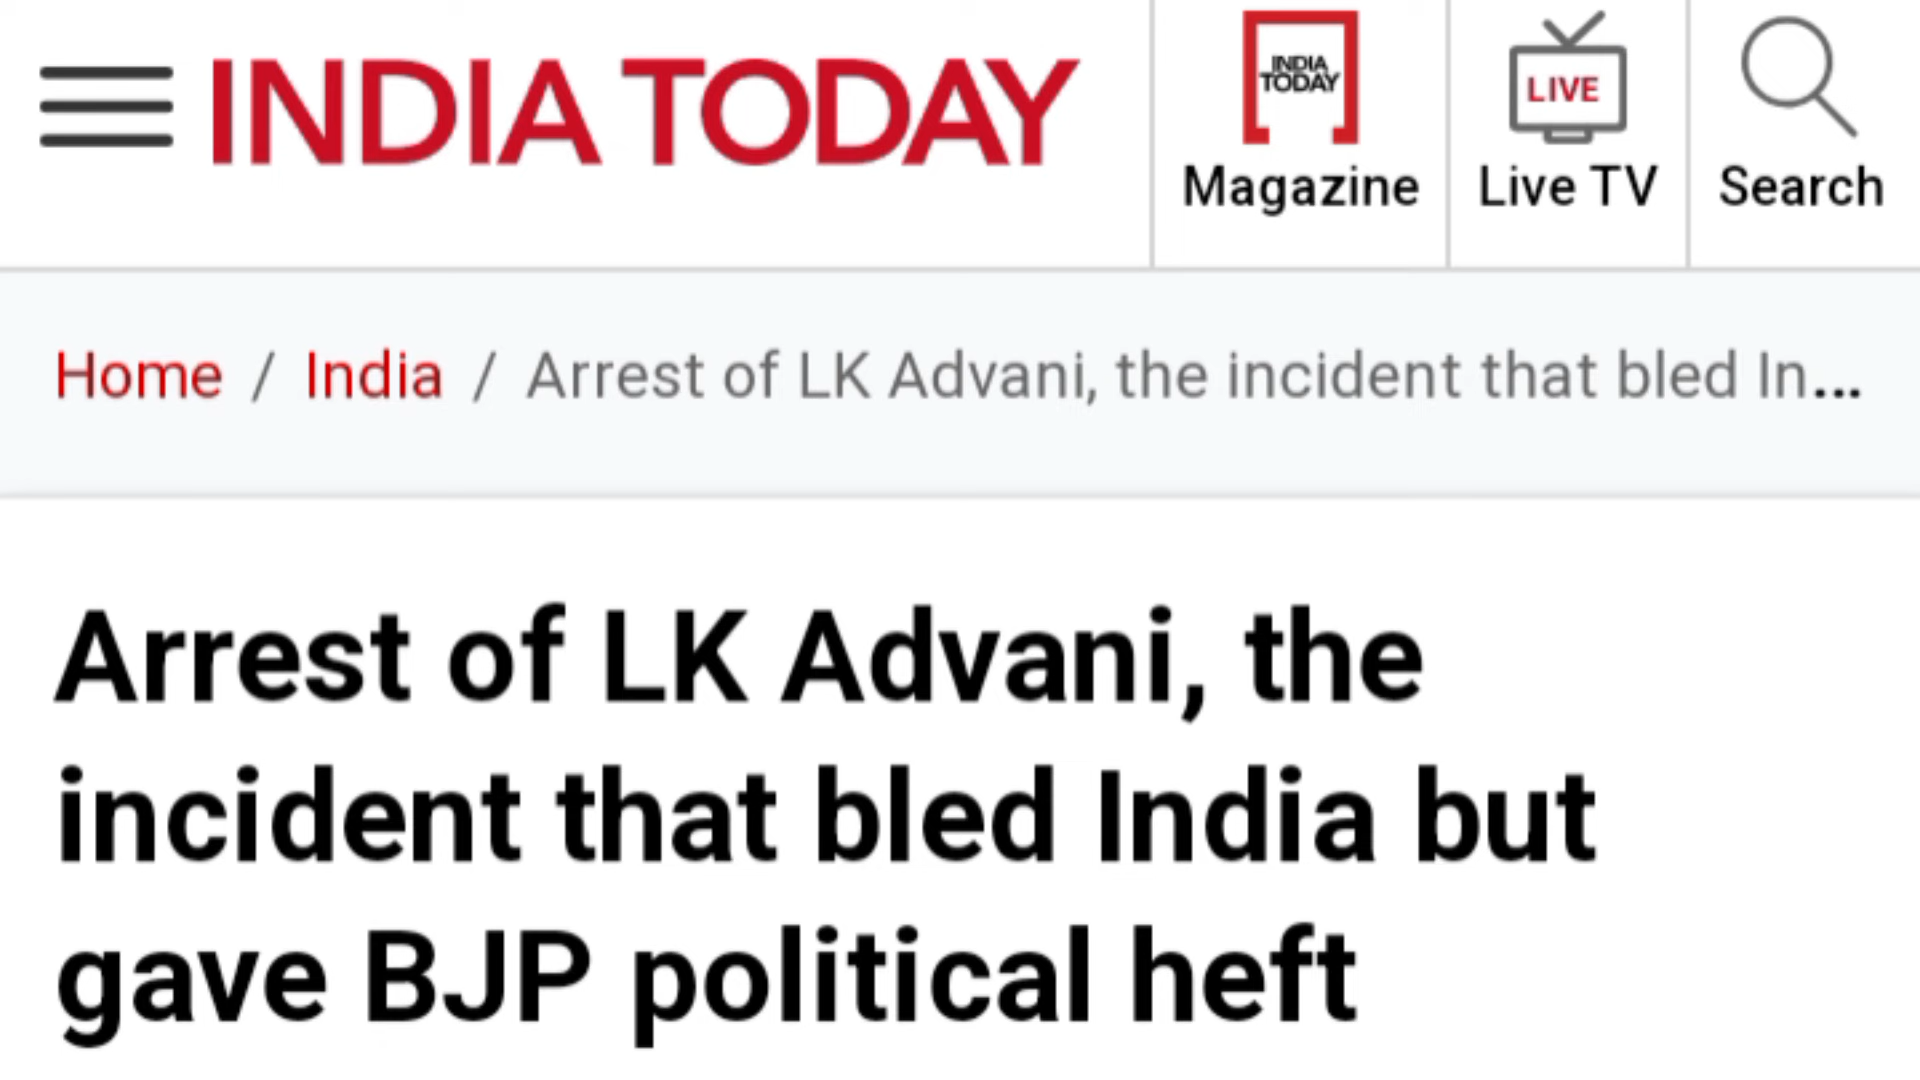 INDIA TODAY
INDIA
TODAY
Magazine
LIVE
Live TV
Search
Home / India / Arrest of LK Advani, the incident that bled In...
Arrest of LK Advani, the
incident that bled India but
gave BJP political heft